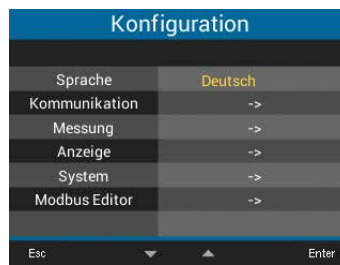 Konfiguration
Sprache Deutsch
Kommunikation ->
Messung ->
Anzeige ->
System ->
Modbus Editor ->
Esc Enter